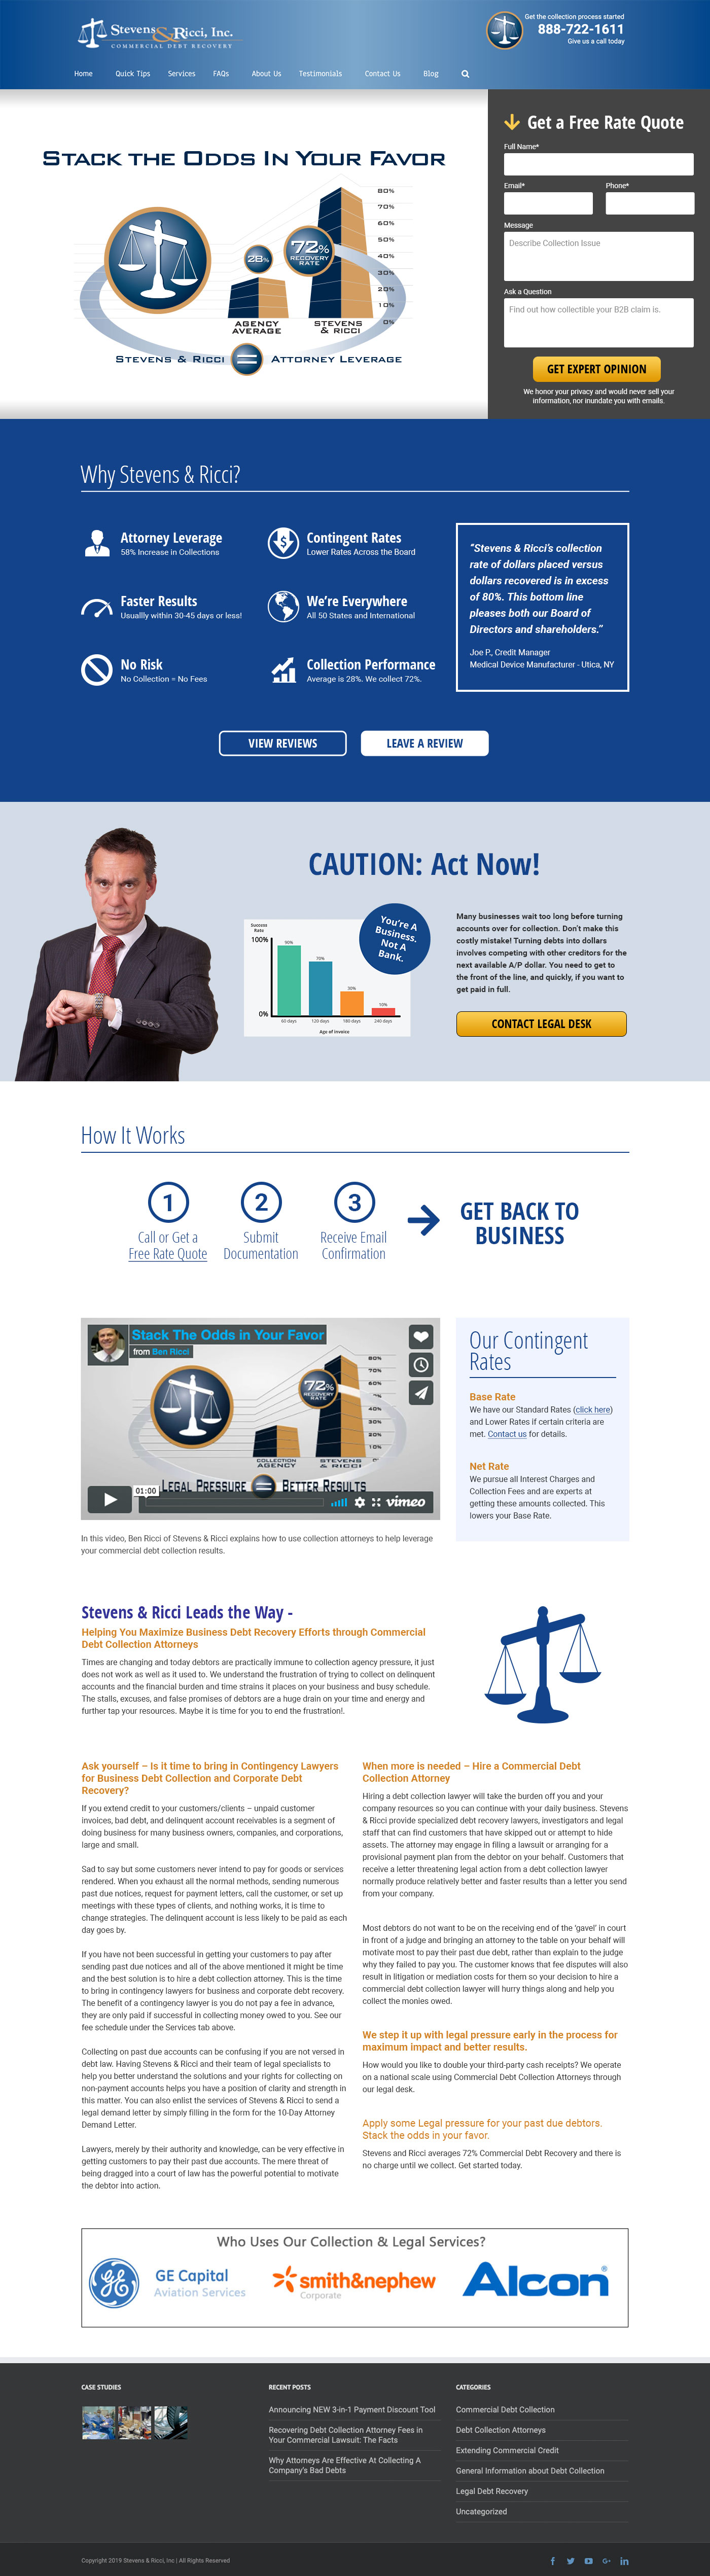 Stevens & Ricci, Inc.
COMMERCIAL DEBT RECOVERY
Get the collection process started
888-722-1611
Give us a call today
Home Quick Tips Services FAQs About Us Testimonials Contact Us Blog
STACK THE ODDS IN YOUR FAVOR
80%
70%
60%
50%
40%
30%
20%
10%
0%
28%
72%
RECOVERY
RATE
AGENCY
AVERAGE
STEVENS
& RICCI
STEVENS & RICCI = ATTORNEY LEVERAGE
Get a Free Rate Quote
Full Name*
Email* Phone*
Message
Describe Collection Issue
Ask a Question
Find out how collectible your B2B claim is.
GET EXPERT OPINION
We honor your privacy and would never sell your
information, nor inundate you with emails.
Why Stevens & Ricci?
Attorney Leverage
58% Increase in Collections
Contingent Rates
Lower Rates Across the Board
Faster Results
Usuallly within 30-45 days or less!
We're Everywhere
All 50 States and International
No Risk
No Collection = No Fees
Collection Performance
Average is 28%. We collect 72%.
“Stevens & Ricci’s collection
rate of dollars placed versus
dollars recovered is in excess
of 80%. This bottom line
pleases both our Board of
Directors and shareholders.”
Joe P., Credit Manager
Medical Device Manufacturer - Utica, NY
VIEW REVIEWS
LEAVE A REVIEW
CAUTION: Act Now!
You're A
Business.
Not A
Bank.
Success
Rate
100%
0%
90%
70%
30%
10%
60 days 120 days 180 days 240 days
Age of Invoice
Many businesses wait too long before turning
accounts over for collection. Don't make this
costly mistake! Turning debts into dollars
involves competing with other creditors for the
next available A/P dollar. You need to get to
the front of the line, and quickly, if you want to
get paid in full.
CONTACT LEGAL DESK
How It Works
1
Call or Get a
Free Rate Quote
2
Submit
Documentation
3
Receive Email
Confirmation
GET BACK TO
BUSINESS
Stack The Odds in Your Favor
from Ben Ricci
80%
70%
60%
40%
30%
20%
10%
72%
RECOVERY
RATE
COLLECTION
AGENCY
STEVENS
& RICCI
LEGAL PRESSURE = BETTER RESULTS
01:00
vimeo
In this video, Ben Ricci of Stevens & Ricci explains how to use collection attorneys to help leverage
your commercial debt collection results.
Our Contingent
Rates
Base Rate
We have our Standard Rates (click here)
and Lower Rates if certain criteria are
met. Contact us for details.
Net Rate
We pursue all Interest Charges and
Collection Fees and are experts at
getting these amounts collected. This
lowers your Base Rate.
Stevens & Ricci Leads the Way -
Helping You Maximize Business Debt Recovery Efforts through Commercial
Debt Collection Attorneys
Times are changing and today debtors are practically immune to collection agency pressure, it just
does not work as well as it used to. We understand the frustration of trying to collect on delinquent
accounts and the financial burden and time strains it places on your business and busy schedule.
The stalls, excuses, and false promises of debtors are a huge drain on your time and energy and
further tap your resources. Maybe it is time for you to end the frustration!.
Ask yourself – Is it time to bring in Contingency Lawyers
for Business Debt Collection and Corporate Debt
Recovery?
If you extend credit to your customers/clients – unpaid customer
invoices, bad debt, and delinquent account receivables is a segment of
doing business for many business owners, companies, and corporations,
large and small.
Sad to say but some customers never intend to pay for goods or services
rendered. When you exhaust all the normal methods, sending numerous
past due notices, request for payment letters, call the customer, or set up
meetings with these types of clients, and nothing works, it is time to
change strategies. The delinquent account is less likely to be paid as each
day goes by.
If you have not been successful in getting your customers to pay after
sending past due notices and all of the above mentioned it might be time
and the best solution is to hire a debt collection attorney. This is the time
to bring in contingency lawyers for business and corporate debt recovery.
The benefit of a contingency lawyer is you do not pay a fee in advance,
they are only paid if successful in collecting money owed to you. See our
fee schedule under the Services tab above.
Collecting on past due accounts can be confusing if you are not versed in
debt law. Having Stevens & Ricci and their team of legal specialists to
help you better understand the solutions and your rights for collecting on
non-payment accounts helps you have a position of clarity and strength in
this matter. You can also enlist the services of Stevens & Ricci to send a
legal demand letter by simply filling in the form for the 10-Day Attorney
Demand Letter.
Lawyers, merely by their authority and knowledge, can be very effective in
getting customers to pay their past due accounts. The mere threat of
being dragged into a court of law has the powerful potential to motivate
the debtor into action.
When more is needed – Hire a Commercial Debt
Collection Attorney
Hiring a debt collection lawyer will take the burden off you and your
company resources so you can continue with your daily business. Stevens
& Ricci provide specialized debt recovery lawyers, investigators and legal
staff that can find customers that have skipped out or attempt to hide
assets. The attorney may engage in filing a lawsuit or arranging for a
provisional payment plan from the debtor on your behalf. Customers that
receive a letter threatening legal action from a debt collection lawyer
normally produce relatively better and faster results than a letter you send
from your company.
Most debtors do not want to be on the receiving end of the ‘gavel’ in court
in front of a judge and bringing an attorney to the table on your behalf will
motivate most to pay their past due debt, rather than explain to the judge
why they failed to pay you. The customer knows that fee disputes will also
result in litigation or mediation costs for them so your decision to hire a
commercial debt collection lawyer will hurry things along and help you
collect the monies owed.
We step it up with legal pressure early in the process for
maximum impact and better results.
How would you like to double your third-party cash receipts? We operate
on a national scale using Commercial Debt Collection Attorneys through
our legal desk.
Apply some Legal pressure for your past due debtors.
Stack the odds in your favor.
Stevens and Ricci averages 72% Commercial Debt Recovery and there is
no charge until we collect. Get started today.
Who Uses Our Collection & Legal Services?
GE Capital
Aviation Services
smith&nephew
Corporate
Alcon®
CASE STUDIES
RECENT POSTS
Announcing NEW 3-in-1 Payment Discount Tool
Recovering Debt Collection Attorney Fees in
Your Commercial Lawsuit: The Facts
Why Attorneys Are Effective At Collecting A
Company's Bad Debts
CATEGORIES
Commercial Debt Collection
Debt Collection Attorneys
Extending Commercial Credit
General Information about Debt Collection
Legal Debt Recovery
Uncategorized
Copyright 2019 Stevens & Ricci, Inc | All Rights Reserved